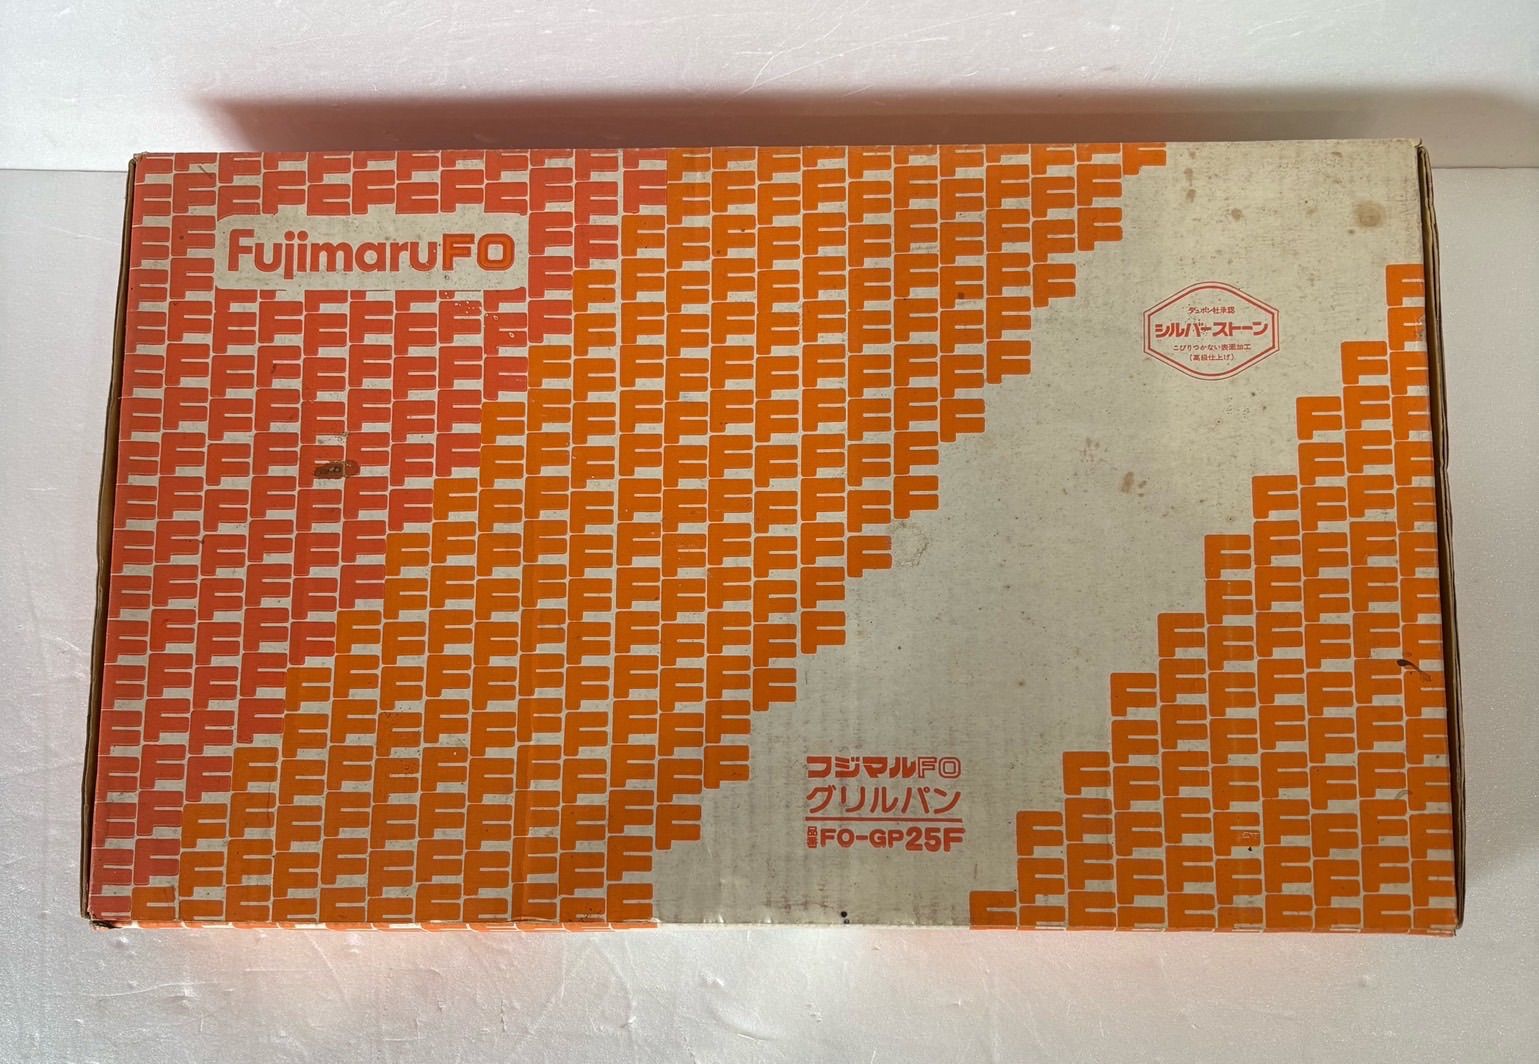 FujimaruFO
デュポン社承認
シルバーストーン
こびりつかない表面加工
(高級仕上げ)
フジマルFO
グリルパン
品番 FO-GP25F